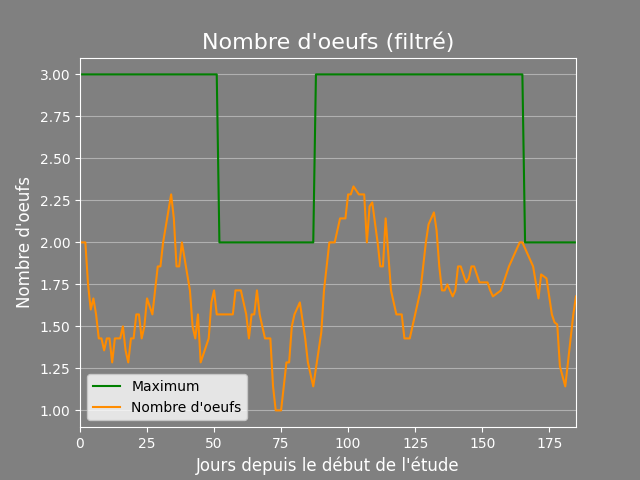 Nombre d'oeufs (filtré)
Nombre d'oeufs
3.00
2.75
2.50
2.25
2.00
1.75
1.50
1.25
1.00
Maximum
Nombre d'oeufs
0 25 50 75 100 125 150 175
Jours depuis le début de l'étude